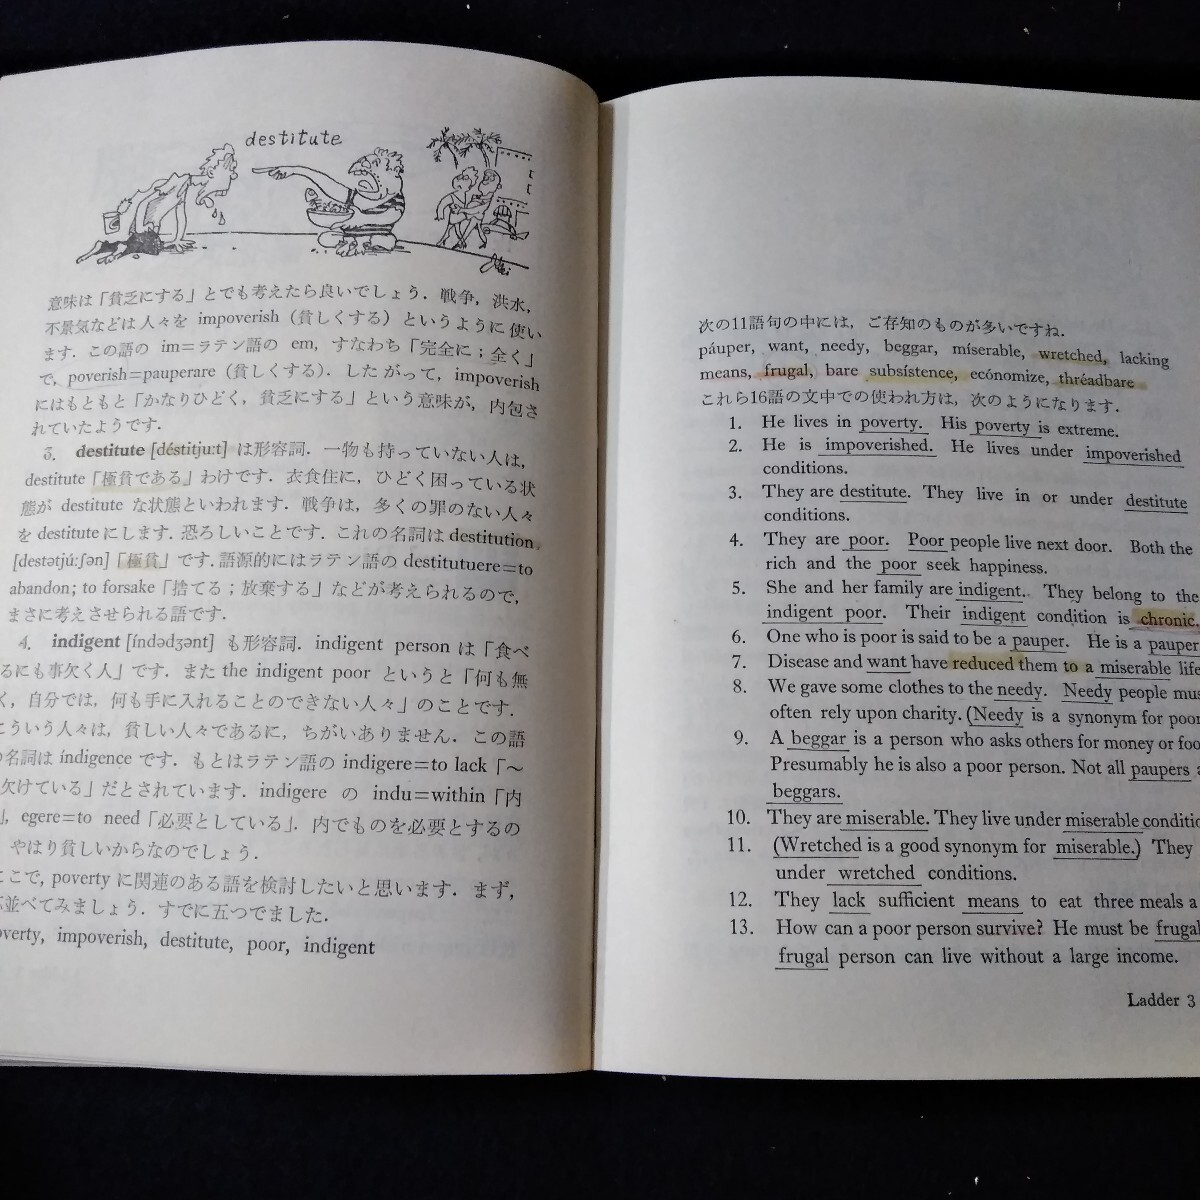 destitute
意味は「貧乏にする」とでも考えたら良いでしょう．戦争，洪水，
不景気などは人々を impoverish（貧しくする）というように使い
ます．この語の im=ラテン語の em，すなわち「完全に；全く」
で，poverish=pauperare（貧しくする）．したがって，impoverish
にはもともと「かなりひどく，貧乏にする」という意味が，内包さ
れていたようです．
3. destitute [déstitjuːt] は形容詞．一物も持っていない人は，
destitute「極貧である」わけです．衣食住に，ひどく困っている状
態が destitute な状態といわれます．戦争は，多くの罪のない人々
を destitute にします．恐ろしいことです．これの名詞は destitution
[destətjúːʃən]「極貧」です．語源的にはラテン語の destitutuere=to
abandon; to forsake「捨てる；放棄する」などが考えられるので，
まさに考えさせられる語です．
4. indigent [índədʒənt] も形容詞．indigent person は「食べ
るにも事欠く人」です．また the indigent poor というと「何も無
く，自分では，何も手に入れることのできない人々」のことです．
こういう人々は，貧しい人々であるに，ちがいありません．この語
の名詞は índigence です．もとはラテン語の indigere=to lack「〜
欠けている」だとされています．indigere の indu=within「内
」，egere=to need「必要としている」．内でものを必要とするの
やはり貧しいからなのでしょう．
ここで，poverty に関連のある語を検討したいと思います．まず，
並べてみましょう．すでに五つでました．
overty, impoverish, destitute, poor, indigent
次の11語句の中には，ご存知のものが多いですね．
páuper, want, needy, beggar, míserable, wretched, lacking
means, frugal, bare subsístence, ecónomize, thréadbare
これら16語の文中での使われ方は，次のようになります．
1. He lives in poverty. His poverty is extreme.
2. He is impoverished. He lives under impoverished
conditions.
3. They are destitute. They live in or under destitute
conditions.
4. They are poor. Poor people live next door. Both the
rich and the poor seek happiness.
5. She and her family are indigent. They belong to the
indigent poor. Their indigent condition is chronic.
6. One who is poor is said to be a pauper. He is a pauper
7. Disease and want have reduced them to a miserable life
8. We gave some clothes to the needy. Needy people mus
often rely upon charity. (Needy is a synonym for poor
9. A beggar is a person who asks others for money or foo
Presumably he is also a poor person. Not all paupers a
beggars.
10. They are miserable. They live under miserable conditio
11. (Wretched is a good synonym for miserable.) They
under wretched conditions.
12. They lack sufficient means to eat three meals a
13. How can a poor person survive? He must be frugal
frugal person can live without a large income.
Ladder 3